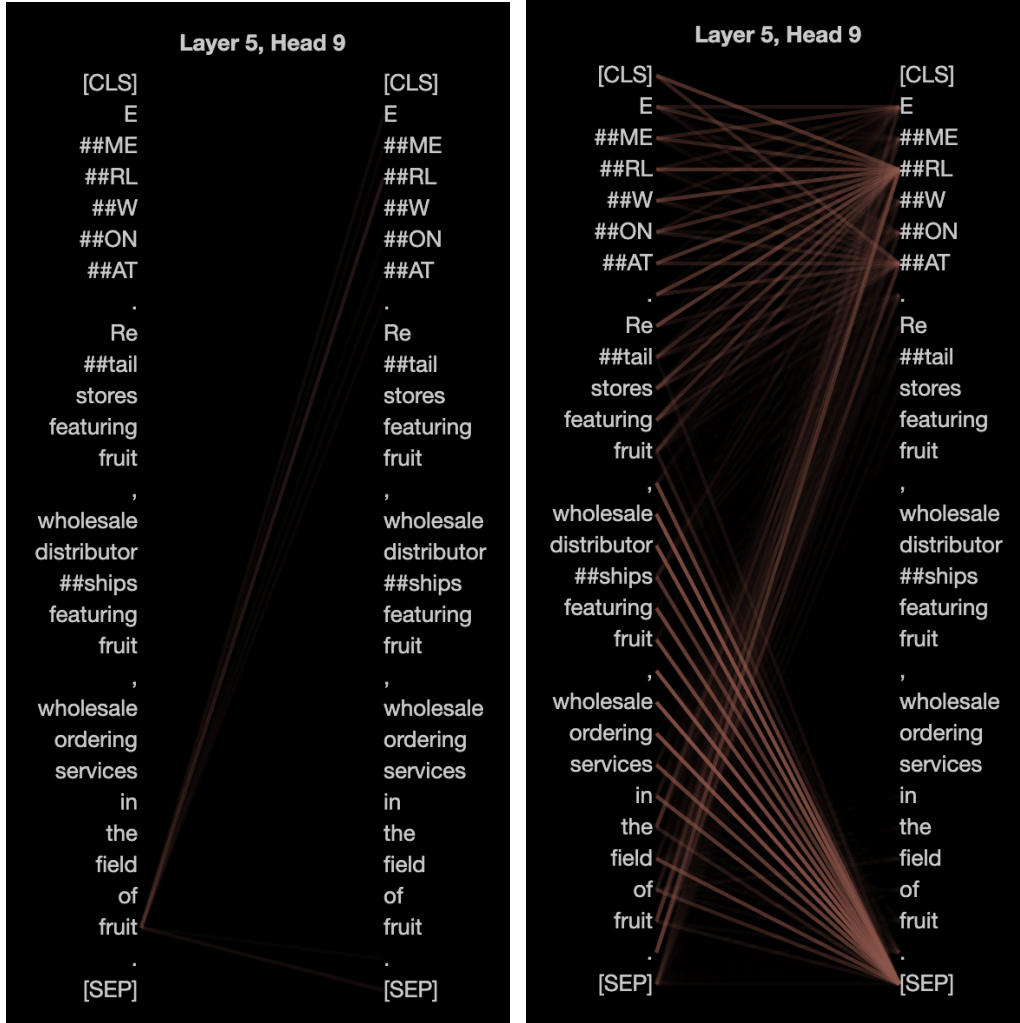 Layer 5, Head 9
[CLS] [CLS]
E E
##ME ##ME
##RL ##RL
##W ##W
##ON ##ON
##AT ##AT
. .
Re Re
##tail ##tail
stores stores
featuring featuring
fruit fruit
, ,
wholesale wholesale
distributor distributor
##ships ##ships
featuring featuring
fruit fruit
, ,
wholesale wholesale
ordering ordering
services services
in in
the the
field field
of of
fruit fruit
. .
[SEP] [SEP]
Layer 5, Head 9
[CLS] [CLS]
E E
##ME ##ME
##RL ##RL
##W ##W
##ON ##ON
##AT ##AT
. .
Re Re
##tail ##tail
stores stores
featuring featuring
fruit fruit
, ,
wholesale wholesale
distributor distributor
##ships ##ships
featuring featuring
fruit fruit
, ,
wholesale wholesale
ordering ordering
services services
in in
the the
field field
of of
fruit fruit
. .
[SEP] [SEP]